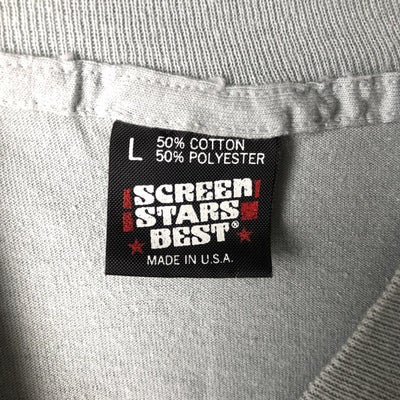 L 50% COTTON
50% POLYESTER
SCREEN
STARS
BEST®
MADE IN U.S.A.